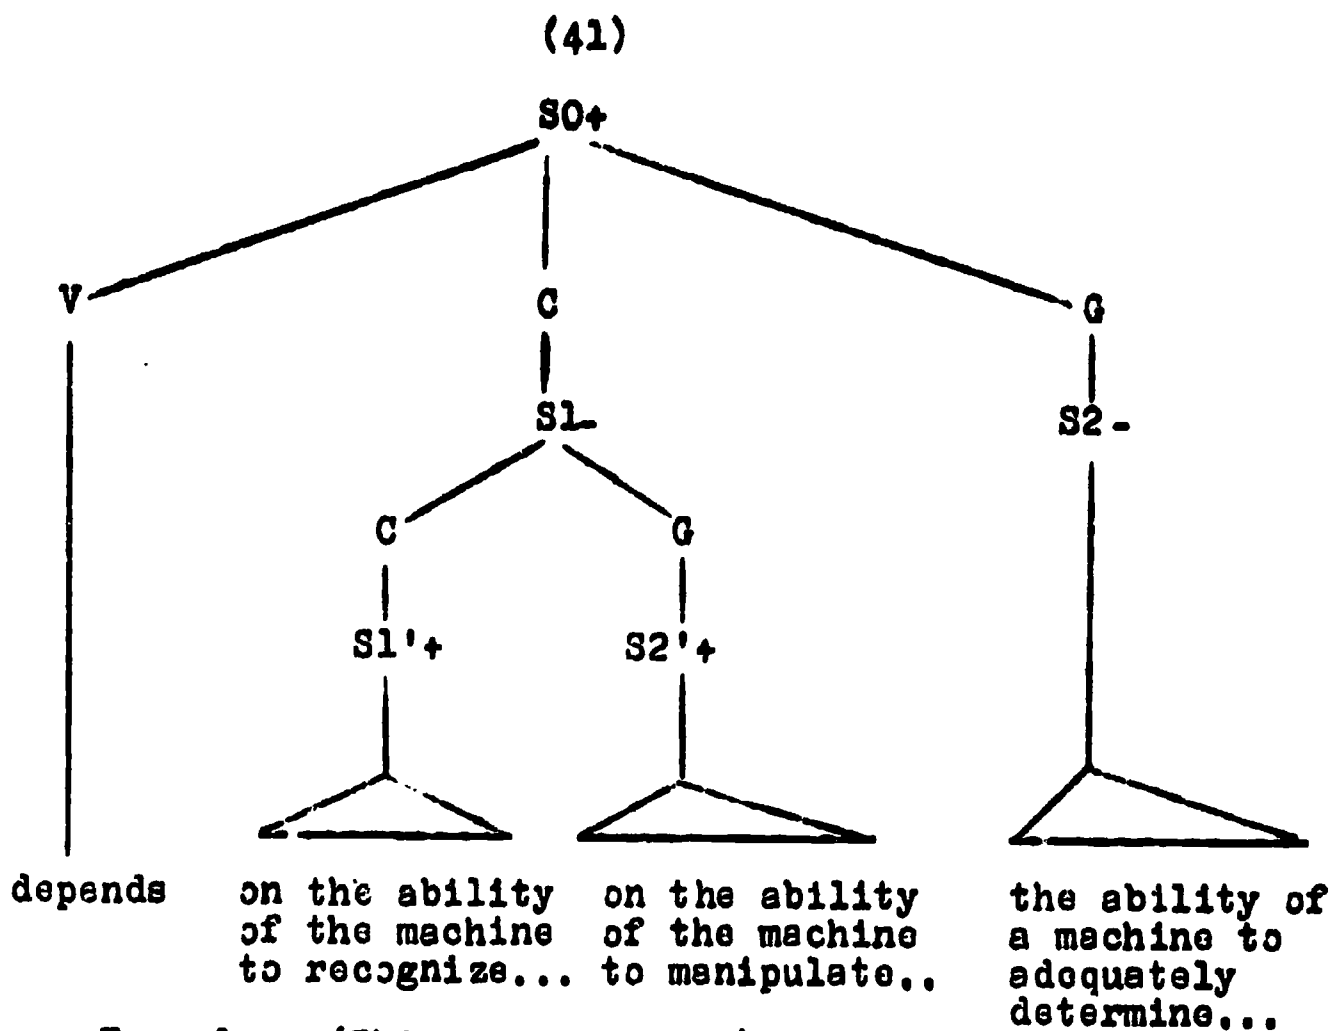 (41)
S0+
V C G
S1- S2-
C G
S1'+ S2'+
depends on the ability on the ability the ability of
of the machine of the machine a machine to
to recognize... to manipulate.. adequately
determine...